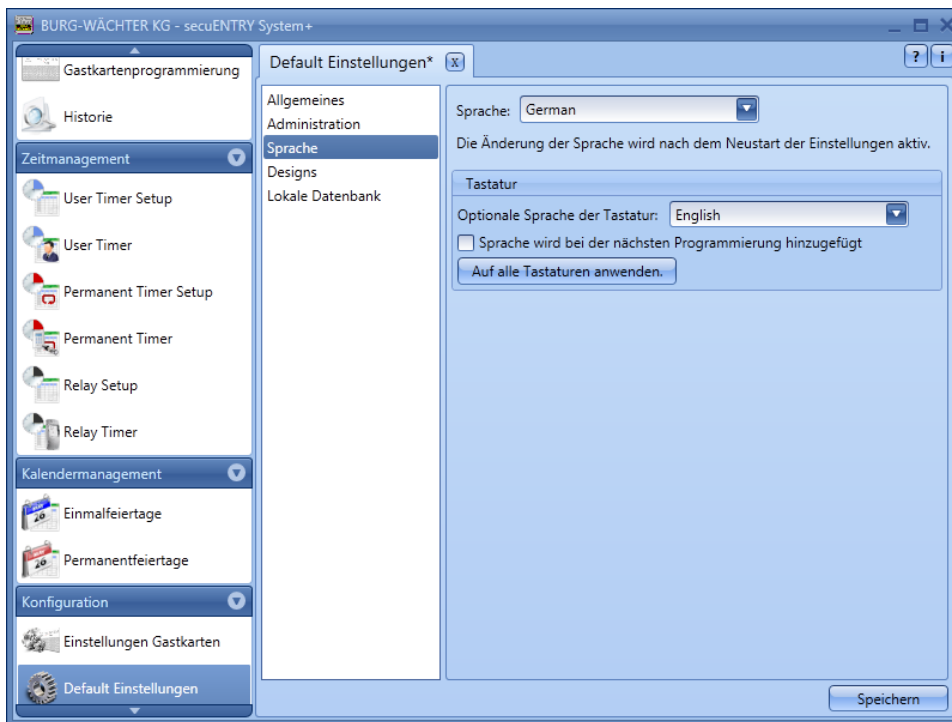 BURG-WÄCHTER KG - secuENTRY System+
Gastkartenprogrammierung
Historie
Zeitmanagement
User Timer Setup
User Timer
Permanent Timer Setup
Permanent Timer
Relay Setup
Relay Timer
Kalendermanagement
Einmalfeiertage
Permanentfeiertage
Konfiguration
Einstellungen Gastkarten
Default Einstellungen
Default Einstellungen* x
? i
Allgemeines
Administration
Sprache
Designs
Lokale Datenbank
Sprache: German
Die Änderung der Sprache wird nach dem Neustart der Einstellungen aktiv.
Tastatur
Optionale Sprache der Tastatur: English
Sprache wird bei der nächsten Programmierung hinzugefügt
Auf alle Tastaturen anwenden.
Speichern